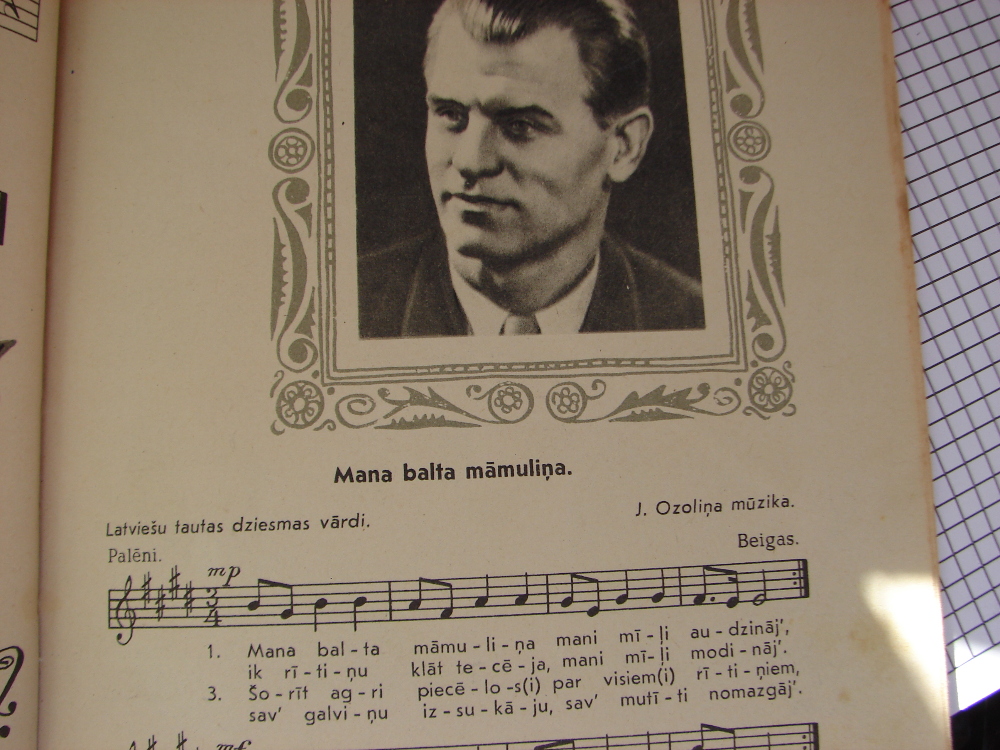 Mana balta māmuliņa.
Latviešu tautas dziesmas vārdi.
J. Ozoliņa mūzika.
Palēni.
Beigas.
mp
3
4
1. Mana bal - ta māmu - li - ņa mani mī - ļi au - dzināj’,
ik rī - ti - ņu klāt te - cē - ja, mani mī - ļi modi - nāj’.
3. Šo - rīt ag - ri piecē - lo - s(i) par visiem(i) rī - ti - ņiem,
sav’ galvi - ņu iz - su - kā - ju, sav’ mutī - ti nomazgāj’.
mf